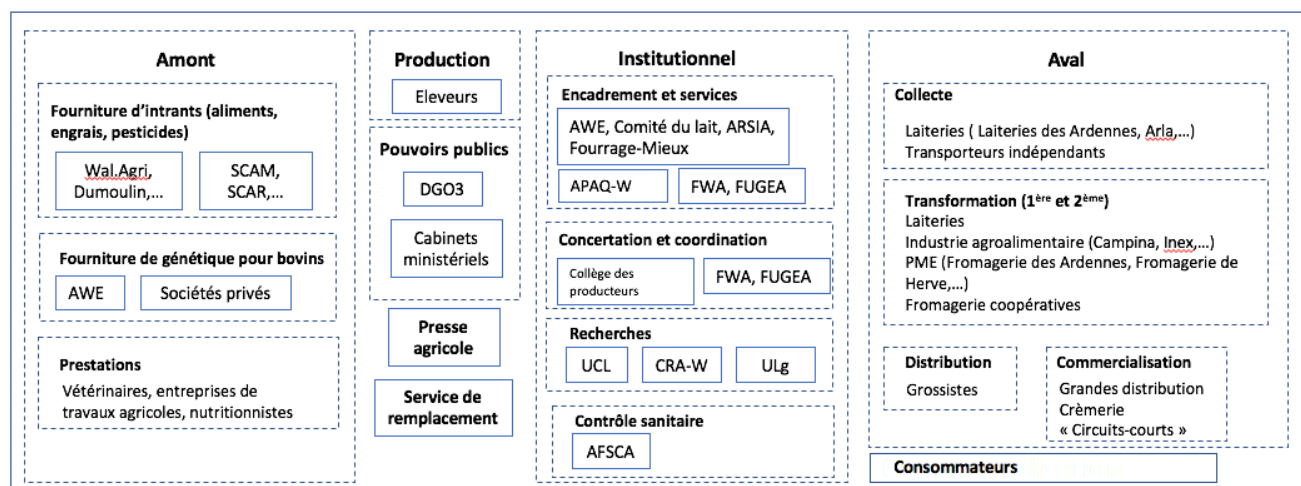 Amont
Fourniture d'intrants (aliments,
engrais, pesticides)
Wal.Agri,
Dumoulin,...
SCAM,
SCAR,...
Fourniture de génétique pour bovins
AWE
Sociétés privés
Prestations
Vétérinaires, entreprises de
travaux agricoles, nutritionnistes
Production
Eleveurs
Pouvoirs publics
DGO3
Cabinets
ministériels
Presse
agricole
Service de
remplacement
Institutionnel
Encadrement et services
AWE, Comité du lait, ARSIA,
Fourrage-Mieux
APAQ-W
FWA, FUGEA
Concertation et coordination
Collège des
producteurs
FWA, FUGEA
Recherches
UCL
CRA-W
ULg
Contrôle sanitaire
AFSCA
Aval
Collecte
Laiteries ( Laiteries des Ardennes, Arla,...)
Transporteurs indépendants
Transformation (1ère et 2ème)
Laiteries
Industrie agroalimentaire (Campina, Inex,...)
PME (Fromagerie des Ardennes, Fromagerie de
Herve,...)
Fromagerie coopératives
Distribution
Grossistes
Commercialisation
Grandes distribution
Crèmerie
« Circuits-courts »
Consommateurs